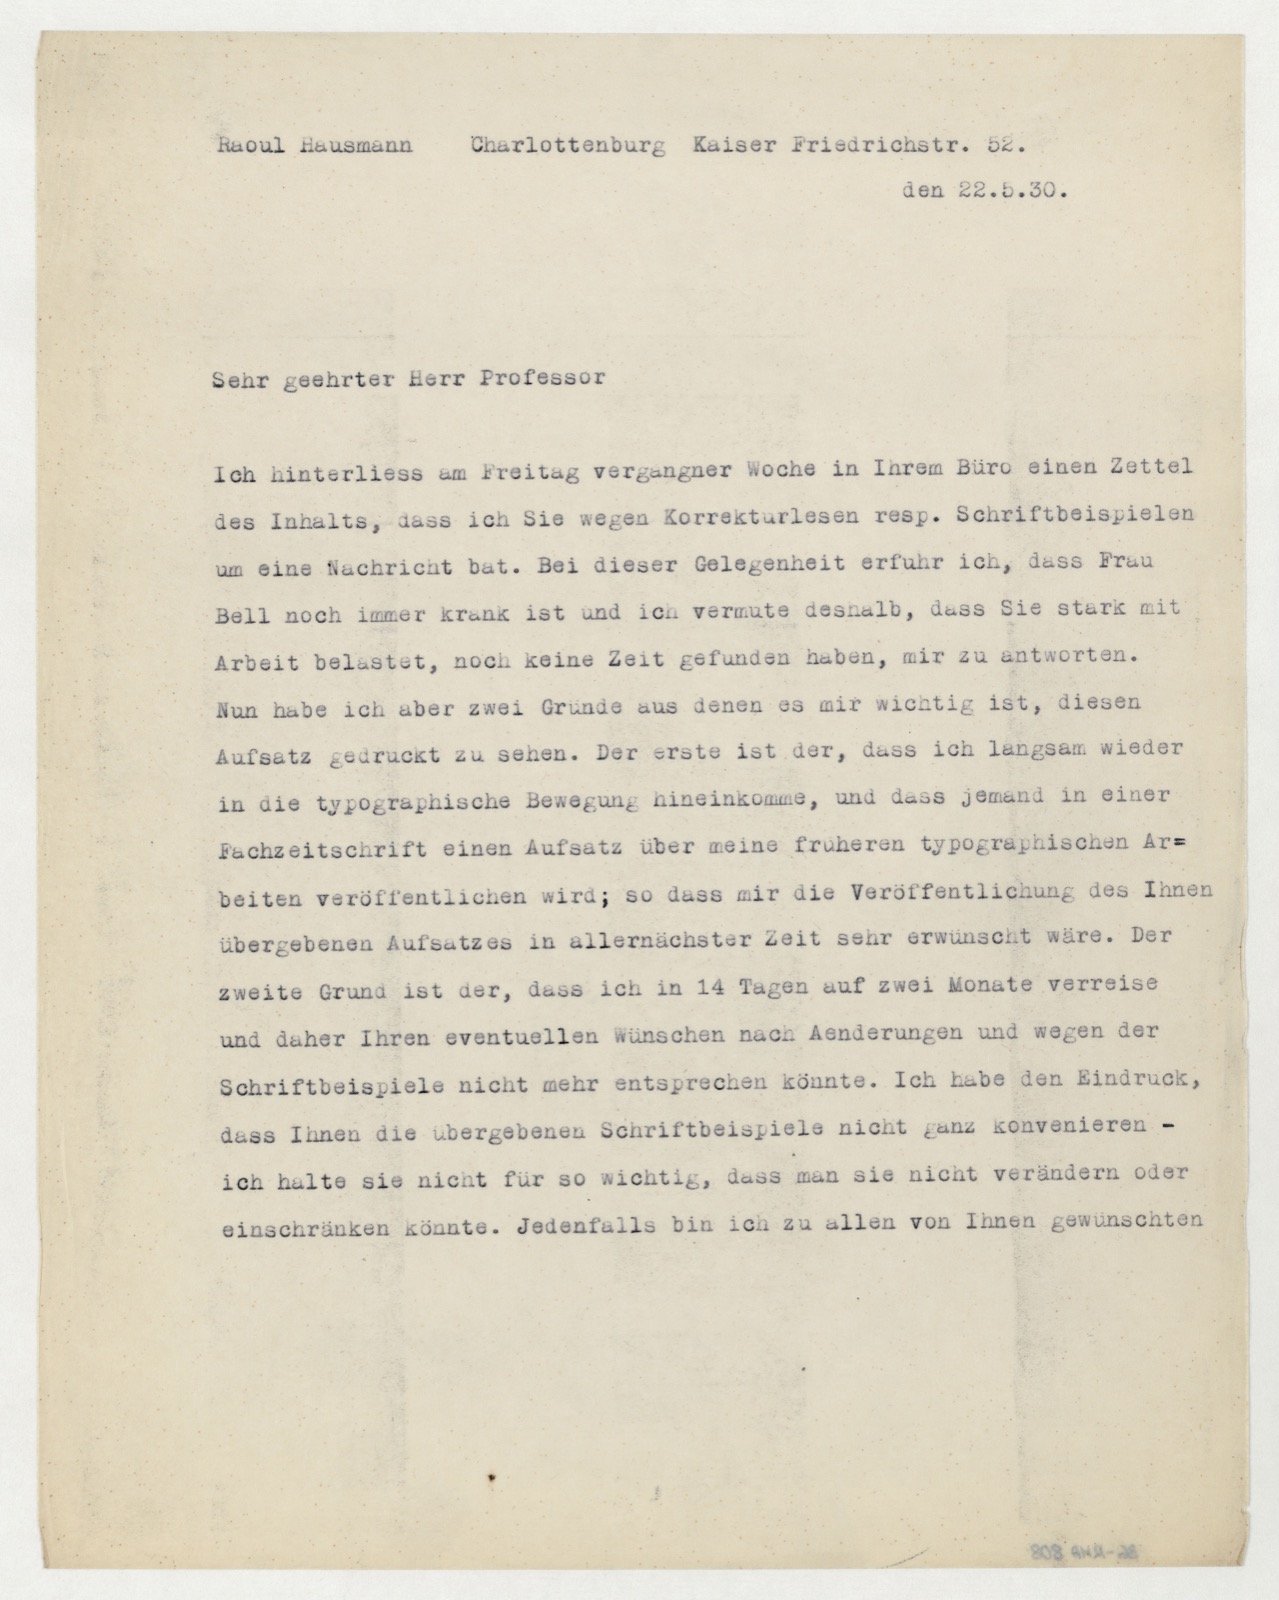 Raoul Hausmann Charlottenburg Kaiser Friedrichstr. 52.
den 22.5.30.
Sehr geehrter Herr Professor
Ich hinterliess am Freitag vergangner Woche in Ihrem Büro einen Zettel
des Inhalts, dass ich Sie wegen Korrekturlesen resp. Schriftbeispielen
um eine Nachricht bat. Bei dieser Gelegenheit erfuhr ich, dass Frau
Bell noch immer krank ist und ich vermute deshalb, dass Sie stark mit
Arbeit belastet, noch keine Zeit gefunden haben, mir zu antworten.
Nun habe ich aber zwei Gründe aus denen es mir wichtig ist, diesen
Aufsatz gedruckt zu sehen. Der erste ist der, dass ich langsam wieder
in die typographische Bewegung hineinkomme, und dass jemand in einer
Fachzeitschrift einen Aufsatz über meine früheren typographischen Ar=
beiten veröffentlichen wird; so dass mir die Veröffentlichung des Ihnen
übergebenen Aufsatzes in allernächster Zeit sehr erwünscht wäre. Der
zweite Grund ist der, dass ich in 14 Tagen auf zwei Monate verreise
und daher Ihren eventuellen Wünschen nach Aenderungen und wegen der
Schriftbeispiele nicht mehr entsprechen könnte. Ich habe den Eindruck,
dass Ihnen die übergebenen Schriftbeispiele nicht ganz konvenieren -
ich halte sie nicht für so wichtig, dass man sie nicht verändern oder
einschränken könnte. Jedenfalls bin ich zu allen von Ihnen gewünschten